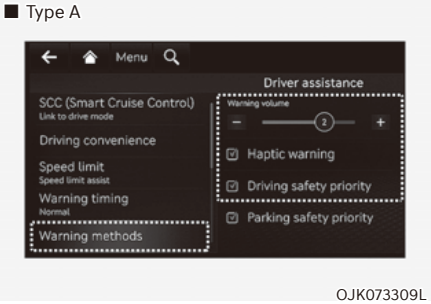 ■ Type A
Menu
Driver assistance
SCC (Smart Cruise Control)
Link to drive mode
Driving convenience
Speed limit
Speed limit assist
Warning timing
Normal
Warning methods
Warning volume
- 2 +
Haptic warning
Driving safety priority
Parking safety priority
OJK073309L